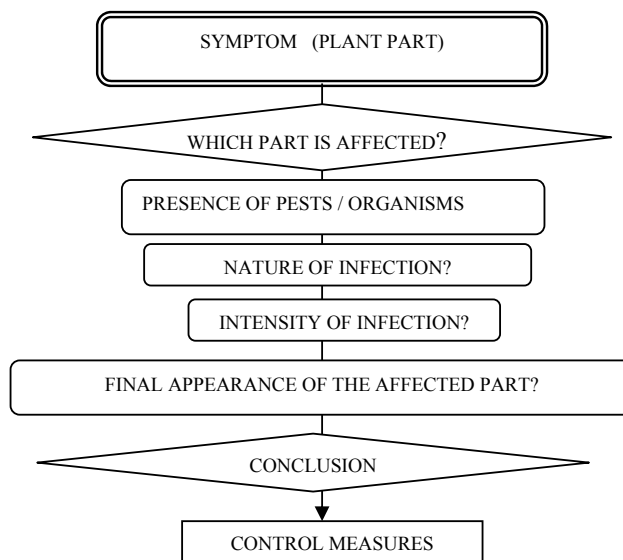 SYMPTOM (PLANT PART)
WHICH PART IS AFFECTED?
PRESENCE OF PESTS / ORGANISMS
NATURE OF INFECTION?
INTENSITY OF INFECTION?
FINAL APPEARANCE OF THE AFFECTED PART?
CONCLUSION
CONTROL MEASURES